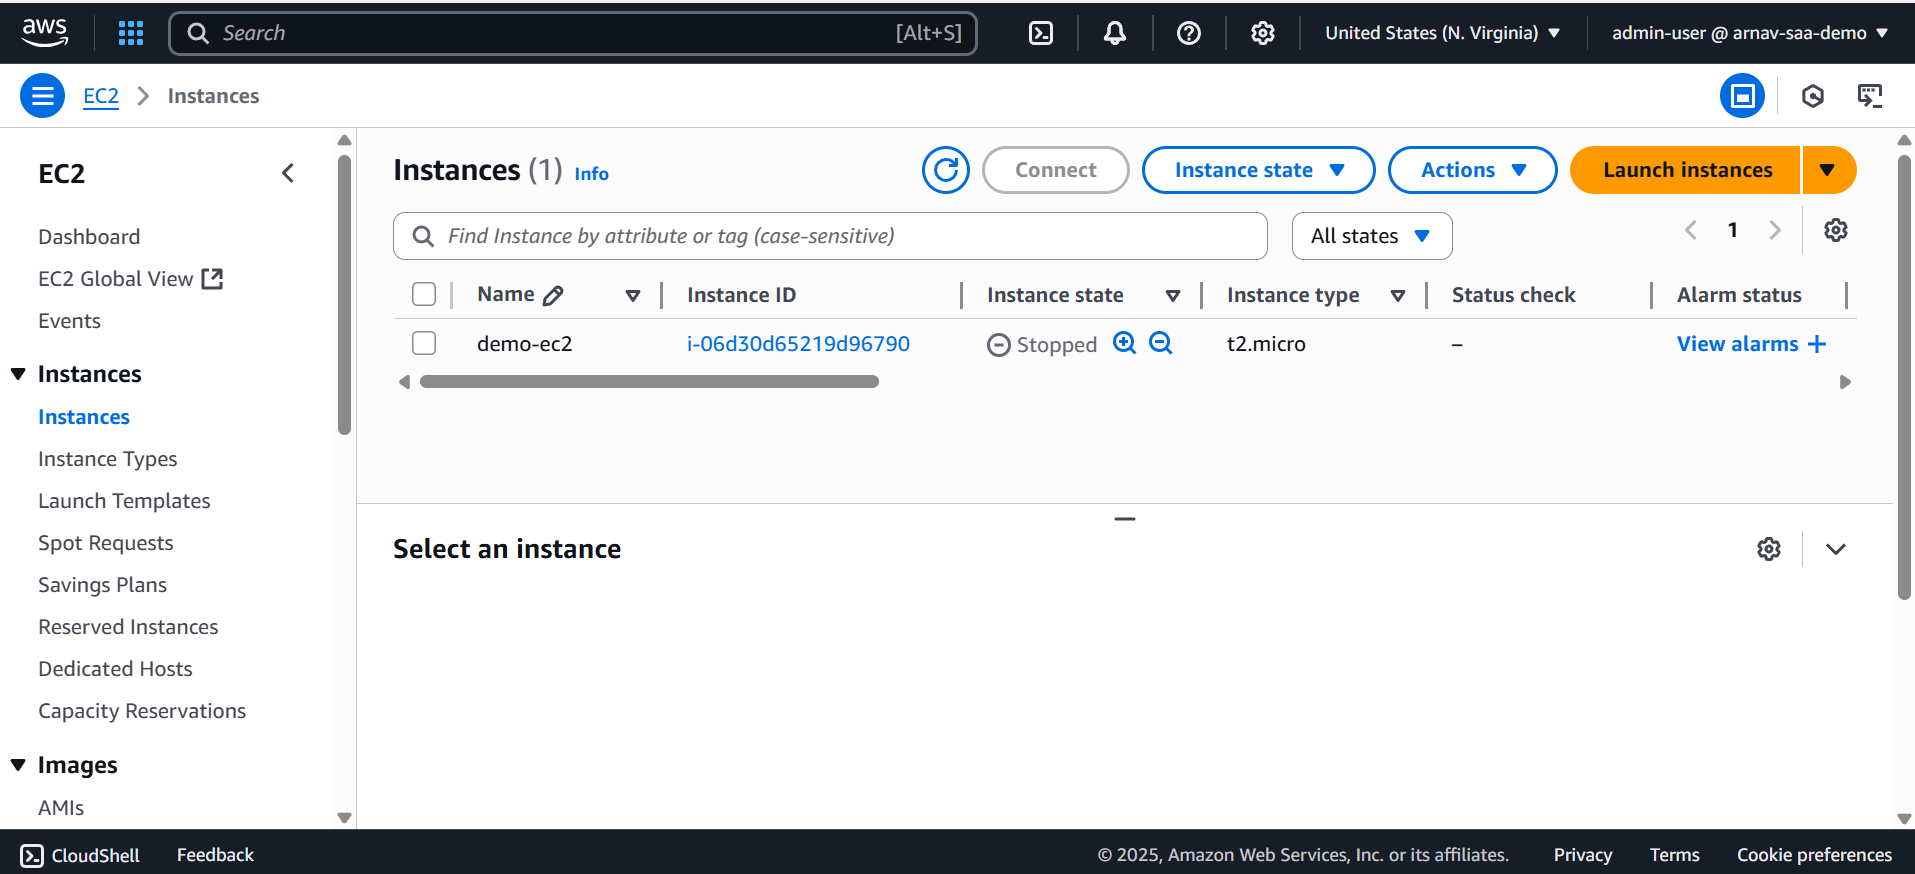 aws
Search [Alt+S]
United States (N. Virginia)
admin-user @ arnav-saa-demo
EC2 Instances
EC2
Dashboard
EC2 Global View
Events
Instances
Instances
Instance Types
Launch Templates
Spot Requests
Savings Plans
Reserved Instances
Dedicated Hosts
Capacity Reservations
Images
AMIs
Instances (1) Info
Connect
Instance state
Actions
Launch instances
Find Instance by attribute or tag (case-sensitive)
All states
1
Name Instance ID Instance state Instance type Status check Alarm status
demo-ec2 i-06d30d65219d96790 Stopped t2.micro – View alarms +
Select an instance
CloudShell Feedback © 2025, Amazon Web Services, Inc. or its affiliates. Privacy Terms Cookie preferences